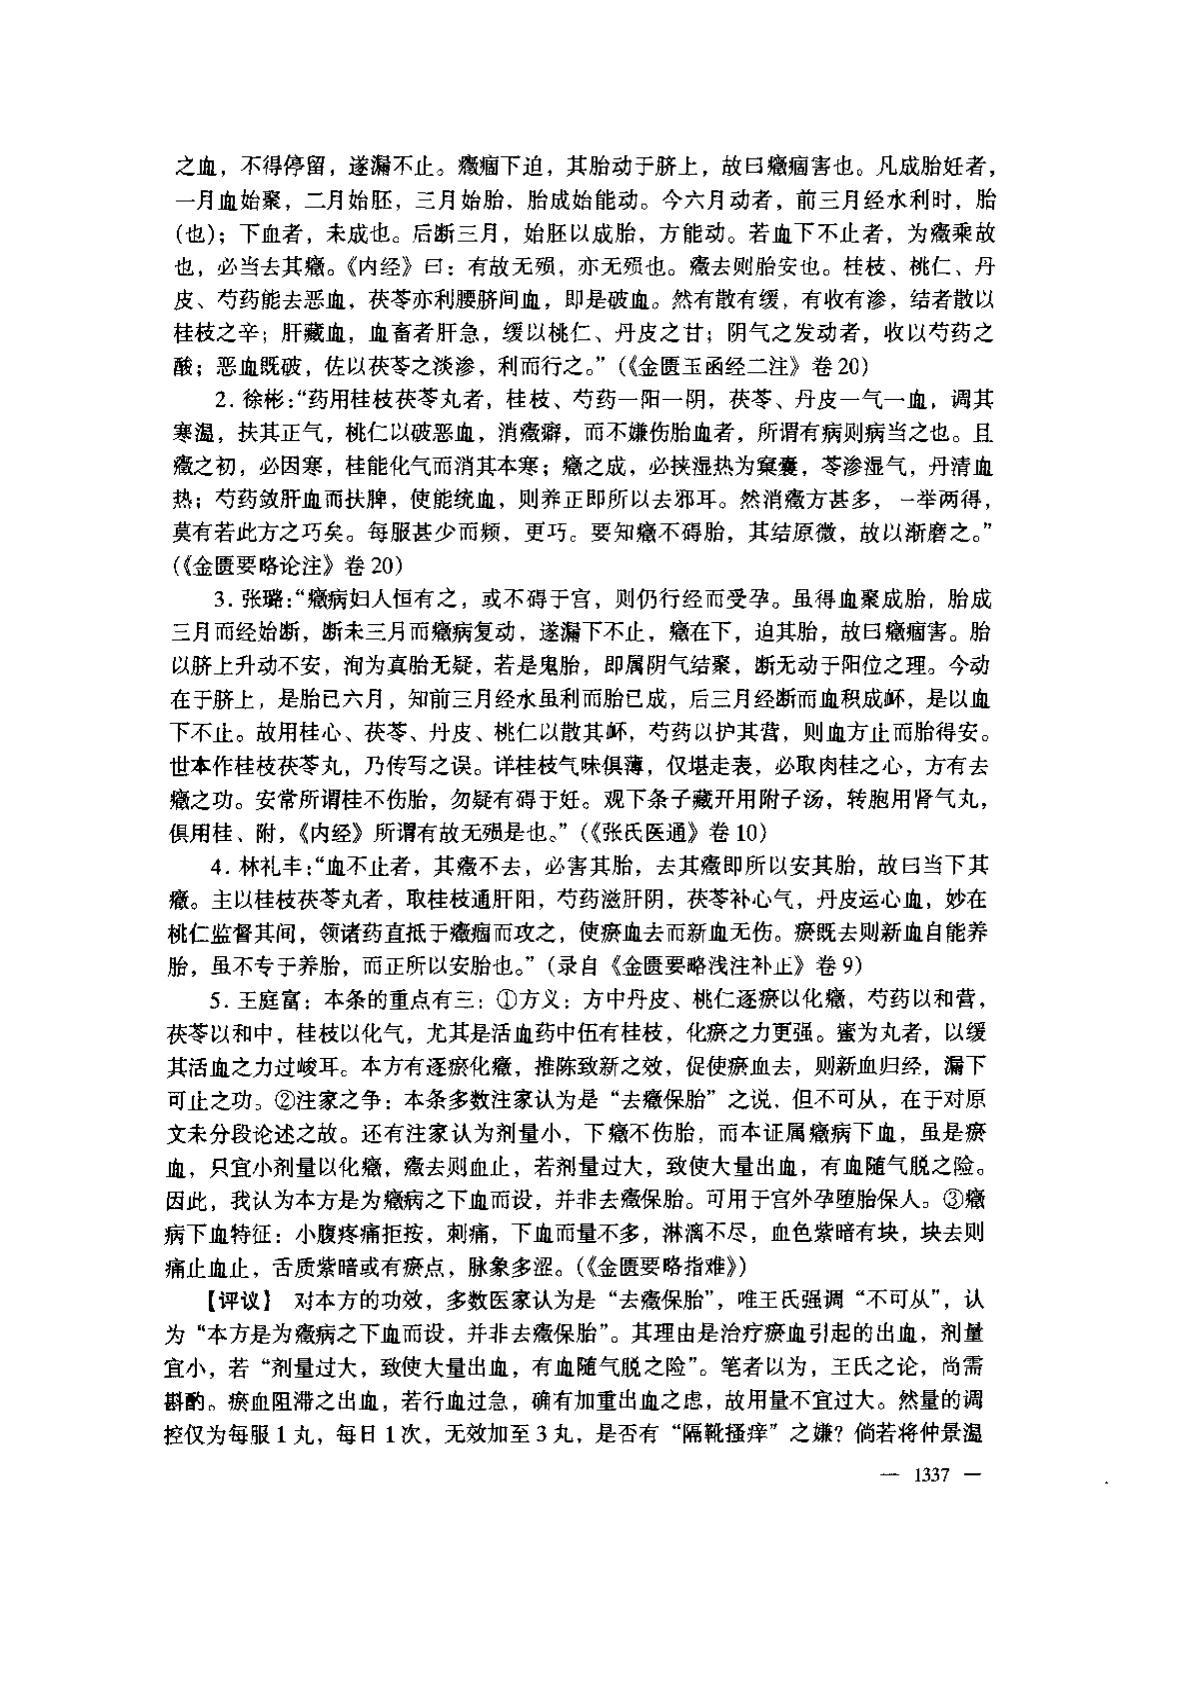 之血，不得停留，遂漏不止。癥痼下迫，其胎动于脐上，故曰癥痼害也。凡成胎妊者，
一月血始聚，二月始胚，三月始胎，胎成始能动。今六月动者，前三月经水利时，胎
（也）；下血者，未成也。后断三月，始胚以成胎，方能动。若血下不止者，为癥乘故
也，必当去其癥。《内经》曰：有故无殒，亦无殒也。癥去则胎安也。桂枝、桃仁、丹
皮、芍药能去恶血，茯苓亦利腰脐间血，即是破血。然有散有缓，有收有渗，结者散以
桂枝之辛；肝藏血，血畜者肝急，缓以桃仁、丹皮之甘；阴气之发动者，收以芍药之
酸；恶血既破，佐以茯苓之淡渗，利而行之。”（《金匮玉函经二注》卷20）
2. 徐彬：“药用桂枝茯苓丸者，桂枝、芍药一阳一阴，茯苓、丹皮一气一血，调其
寒温，扶其正气，桃仁以破恶血，消癥癖，而不嫌伤胎血者，所谓有病则病当之也。且
癥之初，必因寒，桂能化气而消其本寒；癥之成，必挟湿热为窠囊，苓渗湿气，丹清血
热；芍药敛肝血而扶脾，使能统血，则养正即所以去邪耳。然消癥方甚多，一举两得，
莫有若此方之巧矣。每服甚少而频，更巧。要知癥不碍胎，其结原微，故以渐磨之。”
（《金匮要略论注》卷20）
3. 张璐：“癥病妇人恒有之，或不碍于宫，则仍行经而受孕。虽得血聚成胎，胎成
三月而经始断，断未三月而癥病复动，遂漏下不止，癥在下，迫其胎，故曰癥痼害。胎
以脐上升动不安，洵为真胎无疑，若是鬼胎，即属阴气结聚，断无动于阳位之理。今动
在于脐上，是胎已六月，知前三月经水虽利而胎已成，后三月经断而血积成衃，是以血
下不止。故用桂心、茯苓、丹皮、桃仁以散其衃，芍药以护其营，则血方止而胎得安。
世本作桂枝茯苓丸，乃传写之误。详桂枝气味俱薄，仅堪走表，必取肉桂之心，方有去
癥之功。安常所谓桂不伤胎，勿疑有碍于妊。观下条子藏开用附子汤，转胞用肾气丸，
俱用桂、附，《内经》所谓有故无殒是也。”（《张氏医通》卷10）
4. 林礼丰：“血不止者，其癥不去，必害其胎，去其癥即所以安其胎，故曰当下其
癥。主以桂枝茯苓丸者，取桂枝通肝阳，芍药滋肝阴，茯苓补心气，丹皮运心血，妙在
桃仁监督其间，领诸药直抵于癥痼而攻之，使瘀血去而新血无伤。瘀既去则新血自能养
胎，虽不专于养胎，而正所以安胎也。”（录自《金匮要略浅注补止》卷9）
5. 王庭富：本条的重点有三：①方义：方中丹皮、桃仁逐瘀以化癥，芍药以和营，
茯苓以和中，桂枝以化气，尤其是活血药中伍有桂枝，化瘀之力更强。蜜为丸者，以缓
其活血之力过峻耳。本方有逐瘀化癥，推陈致新之效，促使瘀血去，则新血归经，漏下
可止之功。②注家之争：本条多数注家认为是“去癥保胎”之说，但不可从，在于对原
文未分段论述之故。还有注家认为剂量小，下癥不伤胎，而本证属癥病下血，虽是瘀
血，只宜小剂量以化癥，癥去则血止，若剂量过大，致使大量出血，有血随气脱之险。
因此，我认为本方是为癥病之下血而设，并非去癥保胎。可用于宫外孕堕胎保人。③癥
病下血特征：小腹疼痛拒按，刺痛，下血而量不多，淋漓不尽，血色紫暗有块，块去则
痛止血止，舌质紫暗或有瘀点，脉象多涩。（《金匮要略指难》）
【评议】 对本方的功效，多数医家认为是“去癥保胎”，唯王氏强调“不可从”，认
为“本方是为癥病之下血而设，并非去癥保胎”。其理由是治疗瘀血引起的出血，剂量
宜小，若“剂量过大，致使大量出血，有血随气脱之险”。笔者以为，王氏之论，尚需
斟酌。瘀血阻滞之出血，若行血过急，确有加重出血之虑，故用量不宜过大。然量的调
控仅为每服1丸，每日1次，无效加至3丸，是否有“隔靴搔痒”之嫌？倘若将仲景温
— 1337 —